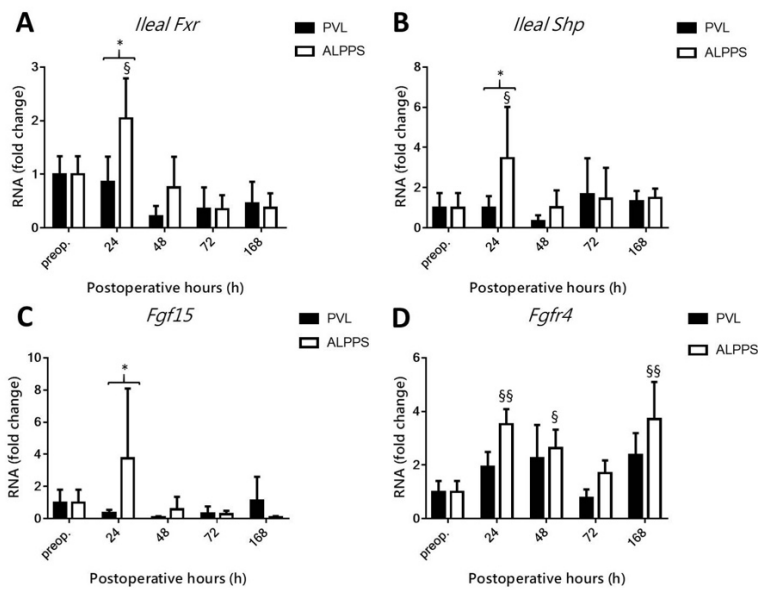 A
Ileal Fxr
PVL
ALPPS
*
§
RNA (fold change)
3
2
1
0
preop.
24
48
72
168
Postoperative hours (h)
B
Ileal Shp
PVL
ALPPS
*
§
RNA (fold change)
8
6
4
2
0
preop.
24
48
72
168
Postoperative hours (h)
C
Fgf15
PVL
ALPPS
*
RNA (fold change)
10
8
6
4
2
0
preop.
24
48
72
168
Postoperative hours (h)
D
Fgfr4
PVL
ALPPS
§§
§
§§
RNA (fold change)
6
4
2
0
preop.
24
48
72
168
Postoperative hours (h)